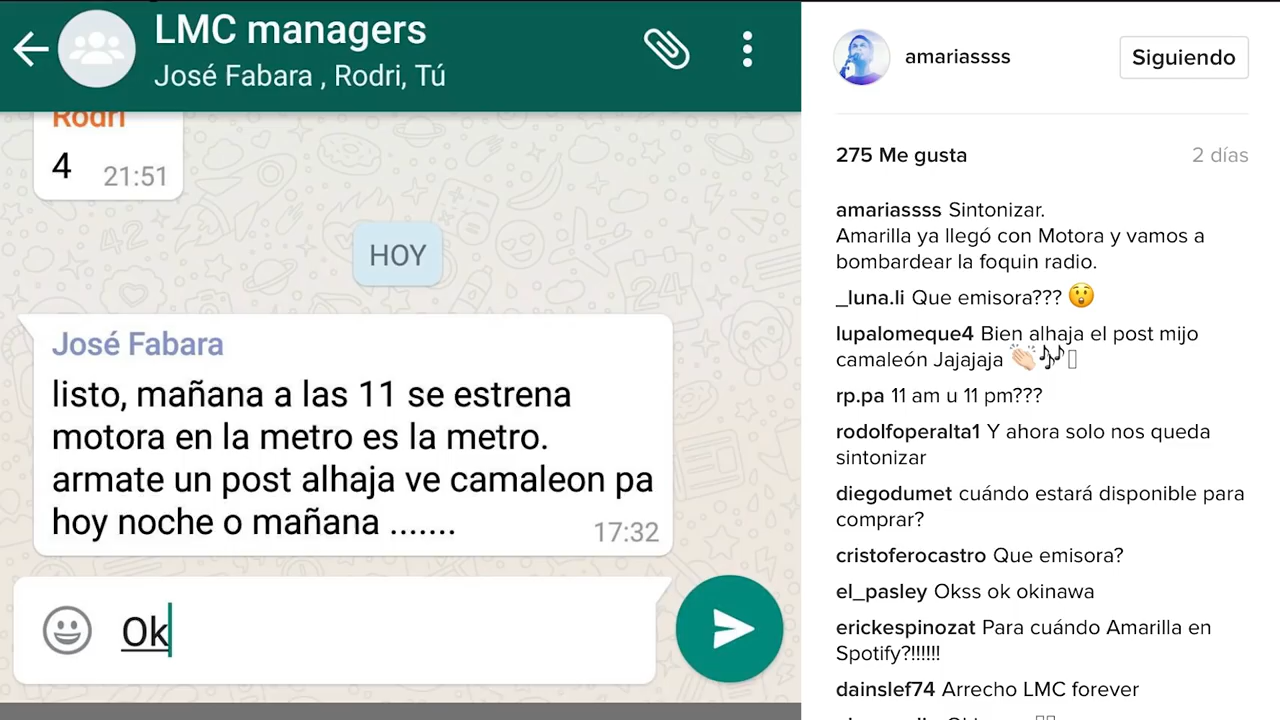 LMC managers
José Fabara , Rodri, Tú
Rodri
4 21:51
HOY
José Fabara
listo, mañana a las 11 se estrena
motora en la metro es la metro.
armate un post alhaja ve camaleon pa
hoy noche o mañana .......
17:32
Ok
amariassss
Siguiendo
275 Me gusta
2 días
amariassss Sintonizar.
Amarilla ya llegó con Motora y vamos a
bombardear la foquin radio.
_luna.li Que emisora??? 😲
lupalomeque4 Bien alhaja el post mijo
camaleón Jajajaja 👏🏻🎶
rp.pa 11 am u 11 pm???
rodolfoperalta1 Y ahora solo nos queda
sintonizar
diegodumet cuándo estará disponible para
comprar?
cristoferocastro Que emisora?
el_pasley Okss ok okinawa
erickespinozat Para cuándo Amarilla en
Spotify?!!!!!!
dainslef74 Arrecho LMC forever